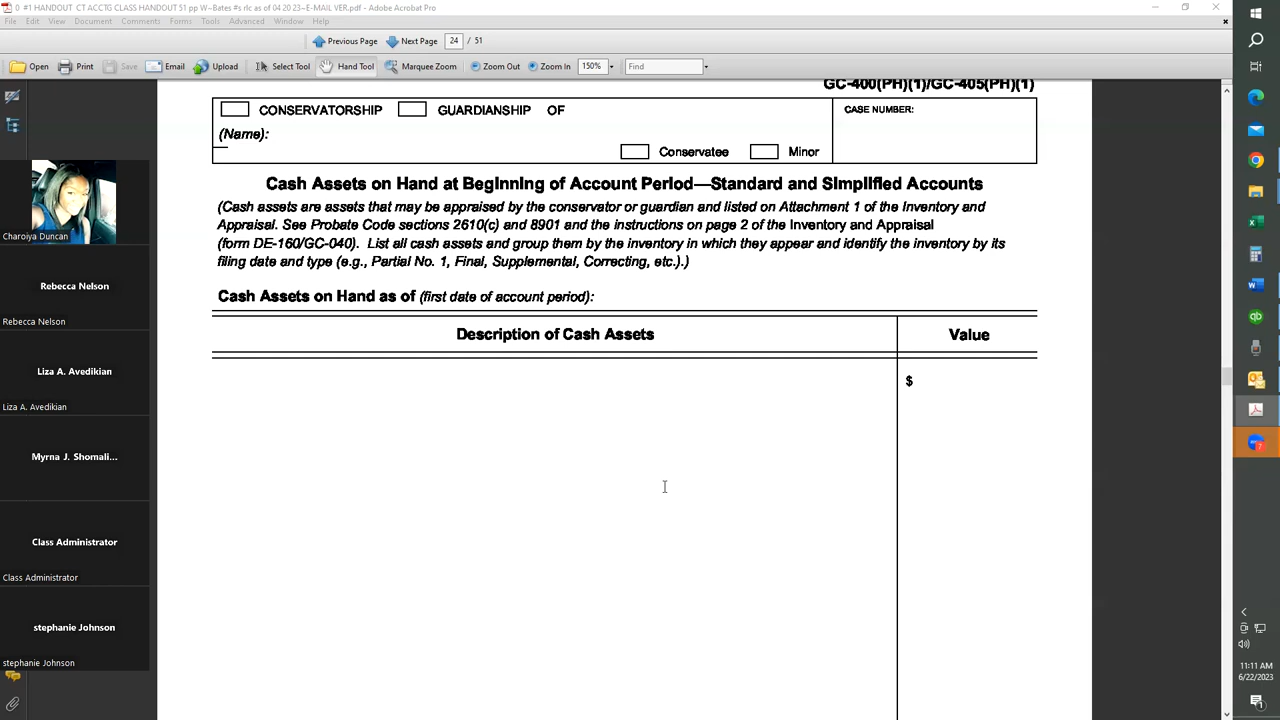 0 #1 HANDOUT CT ACCTG CLASS HANDOUT 51 pp W~Bates #s rlc as of 04 20 23~E-MAIL VER.pdf - Adobe Acrobat Pro
File Edit View Document Comments Forms Tools Advanced Window Help
Previous Page Next Page 24 / 51
Open Print Save Email Upload Select Tool Hand Tool Marquee Zoom Zoom Out Zoom In 150% Find
GC-400(PH)(1)/GC-405(PH)(1)
CONSERVATORSHIP GUARDIANSHIP OF
CASE NUMBER:
(Name):
Conservatee Minor
Cash Assets on Hand at Beginning of Account Period—Standard and Simplified Accounts
(Cash assets are assets that may be appraised by the conservator or guardian and listed on Attachment 1 of the Inventory and
Appraisal. See Probate Code sections 2610(c) and 8901 and the instructions on page 2 of the Inventory and Appraisal
(form DE-160/GC-040). List all cash assets and group them by the inventory in which they appear and identify the inventory by its
filing date and type (e.g., Partial No. 1, Final, Supplemental, Correcting, etc.).)
Cash Assets on Hand as of (first date of account period):
Description of Cash Assets Value
$
Charoiya Duncan
Rebecca Nelson
Rebecca Nelson
Liza A. Avedikian
Liza A. Avedikian
Myrna J. Shomali...
Class Administrator
Class Administrator
stephanie Johnson
stephanie Johnson
11:11 AM
6/22/2023